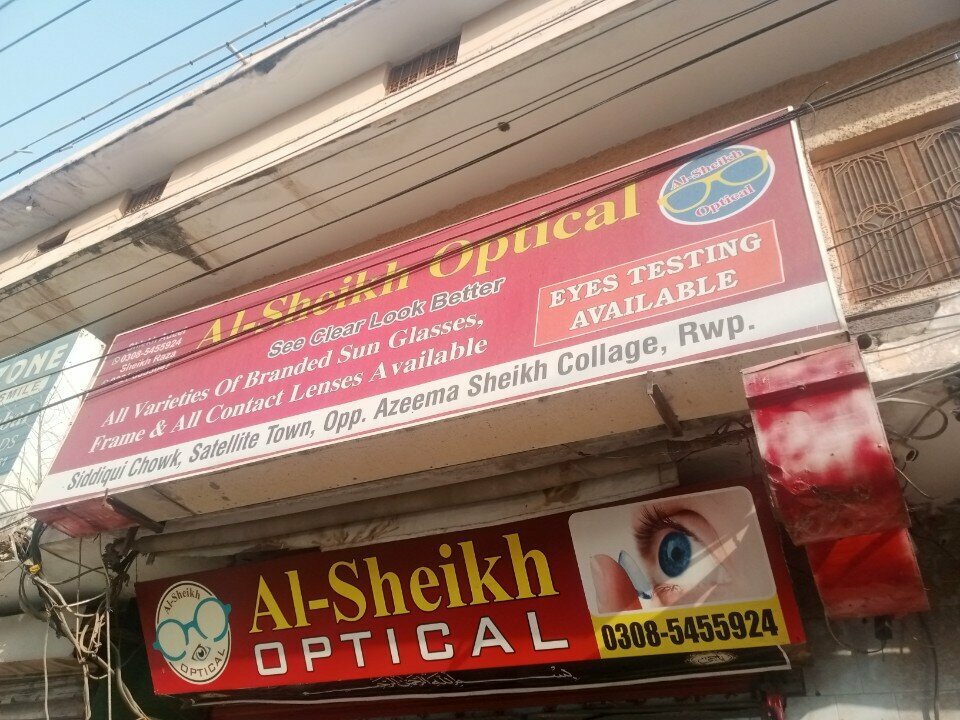 ZONE
SMILE
Al-Sheikh Optical
Al-Sheikh
Optical
See Clear Look Better
0308-5455924
Sheikh Raza
All Varieties Of Branded Sun Glasses,
Frame & All Contact Lenses Available
EYES TESTING
AVAILABLE
Siddiqui Chowk, Satellite Town, Opp. Azeema Sheikh Collage, Rwp.
Al-Sheikh
OPTICAL
Al-Sheikh
OPTICAL
0308-5455924